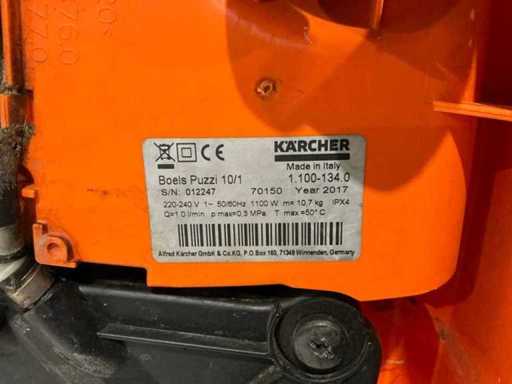 KÄRCHER
Made in Italy
Boels Puzzi 10/1 1.100-134.0
S/N: 012247 70150 Year 2017
220-240 V 1~ 50/60Hz 1100 W m= 10,7 kg IPX4
Q=1.0 l/min p max=0,3 MPa T max=50° C
Alfred Kärcher GmbH & Co.KG, P.O.Box 160, 71349 Winnenden, Germany